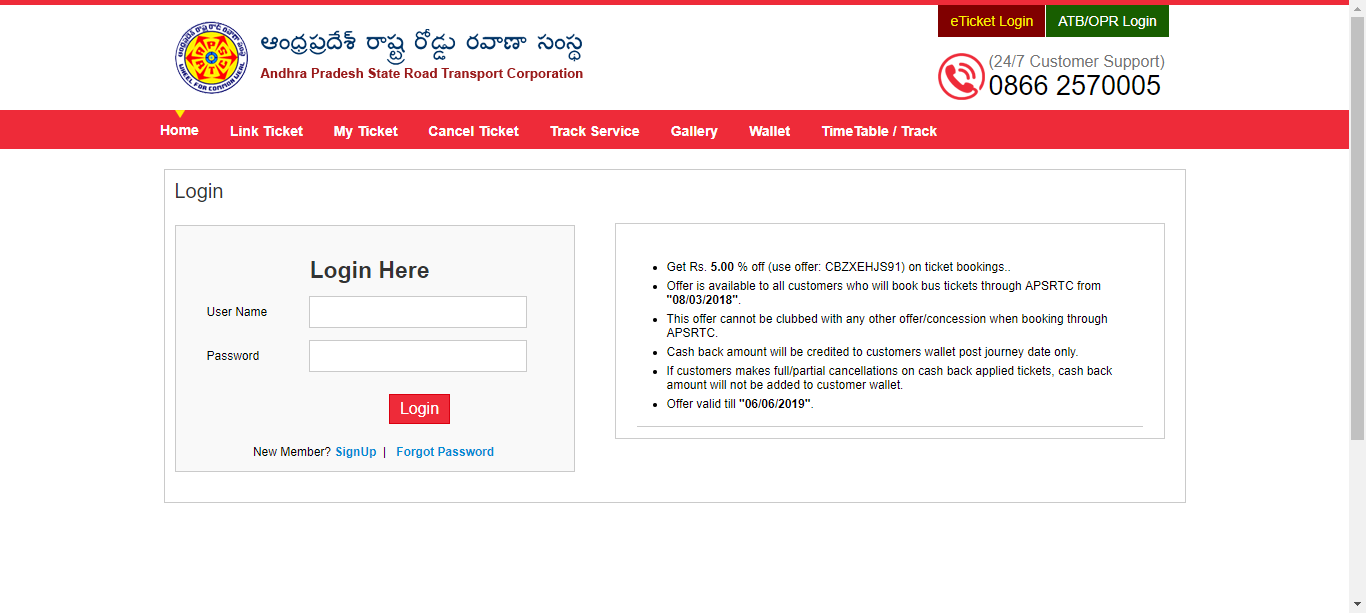 eTicket Login ATB/OPR Login
ఆంధ్రప్రదేశ్ రాష్ట్ర రోడ్డు రవాణా సంస్థ
Andhra Pradesh State Road Transport Corporation
(24/7 Customer Support)
0866 2570005
Home Link Ticket My Ticket Cancel Ticket Track Service Gallery Wallet TimeTable / Track
Login
Login Here
User Name
Password
Login
New Member? SignUp | Forgot Password
Get Rs. 5.00 % off (use offer: CBZXEHJS91) on ticket bookings..
Offer is available to all customers who will book bus tickets through APSRTC from
"08/03/2018".
This offer cannot be clubbed with any other offer/concession when booking through
APSRTC.
Cash back amount will be credited to customers wallet post journey date only.
If customers makes full/partial cancellations on cash back applied tickets, cash back
amount will not be added to customer wallet.
Offer valid till "06/06/2019".